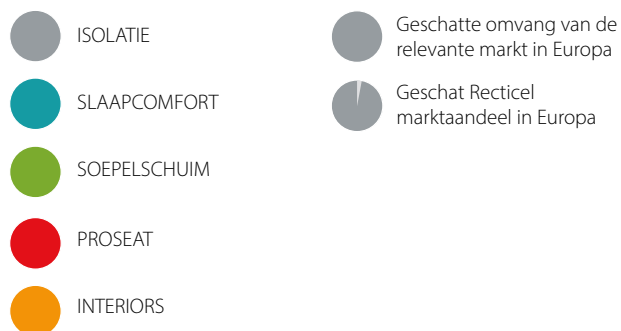 ISOLATIE
SLAAPCOMFORT
SOEPELSCHUIM
PROSEAT
INTERIORS
Geschatte omvang van de
relevante markt in Europa
Geschat Recticel
marktaandeel in Europa